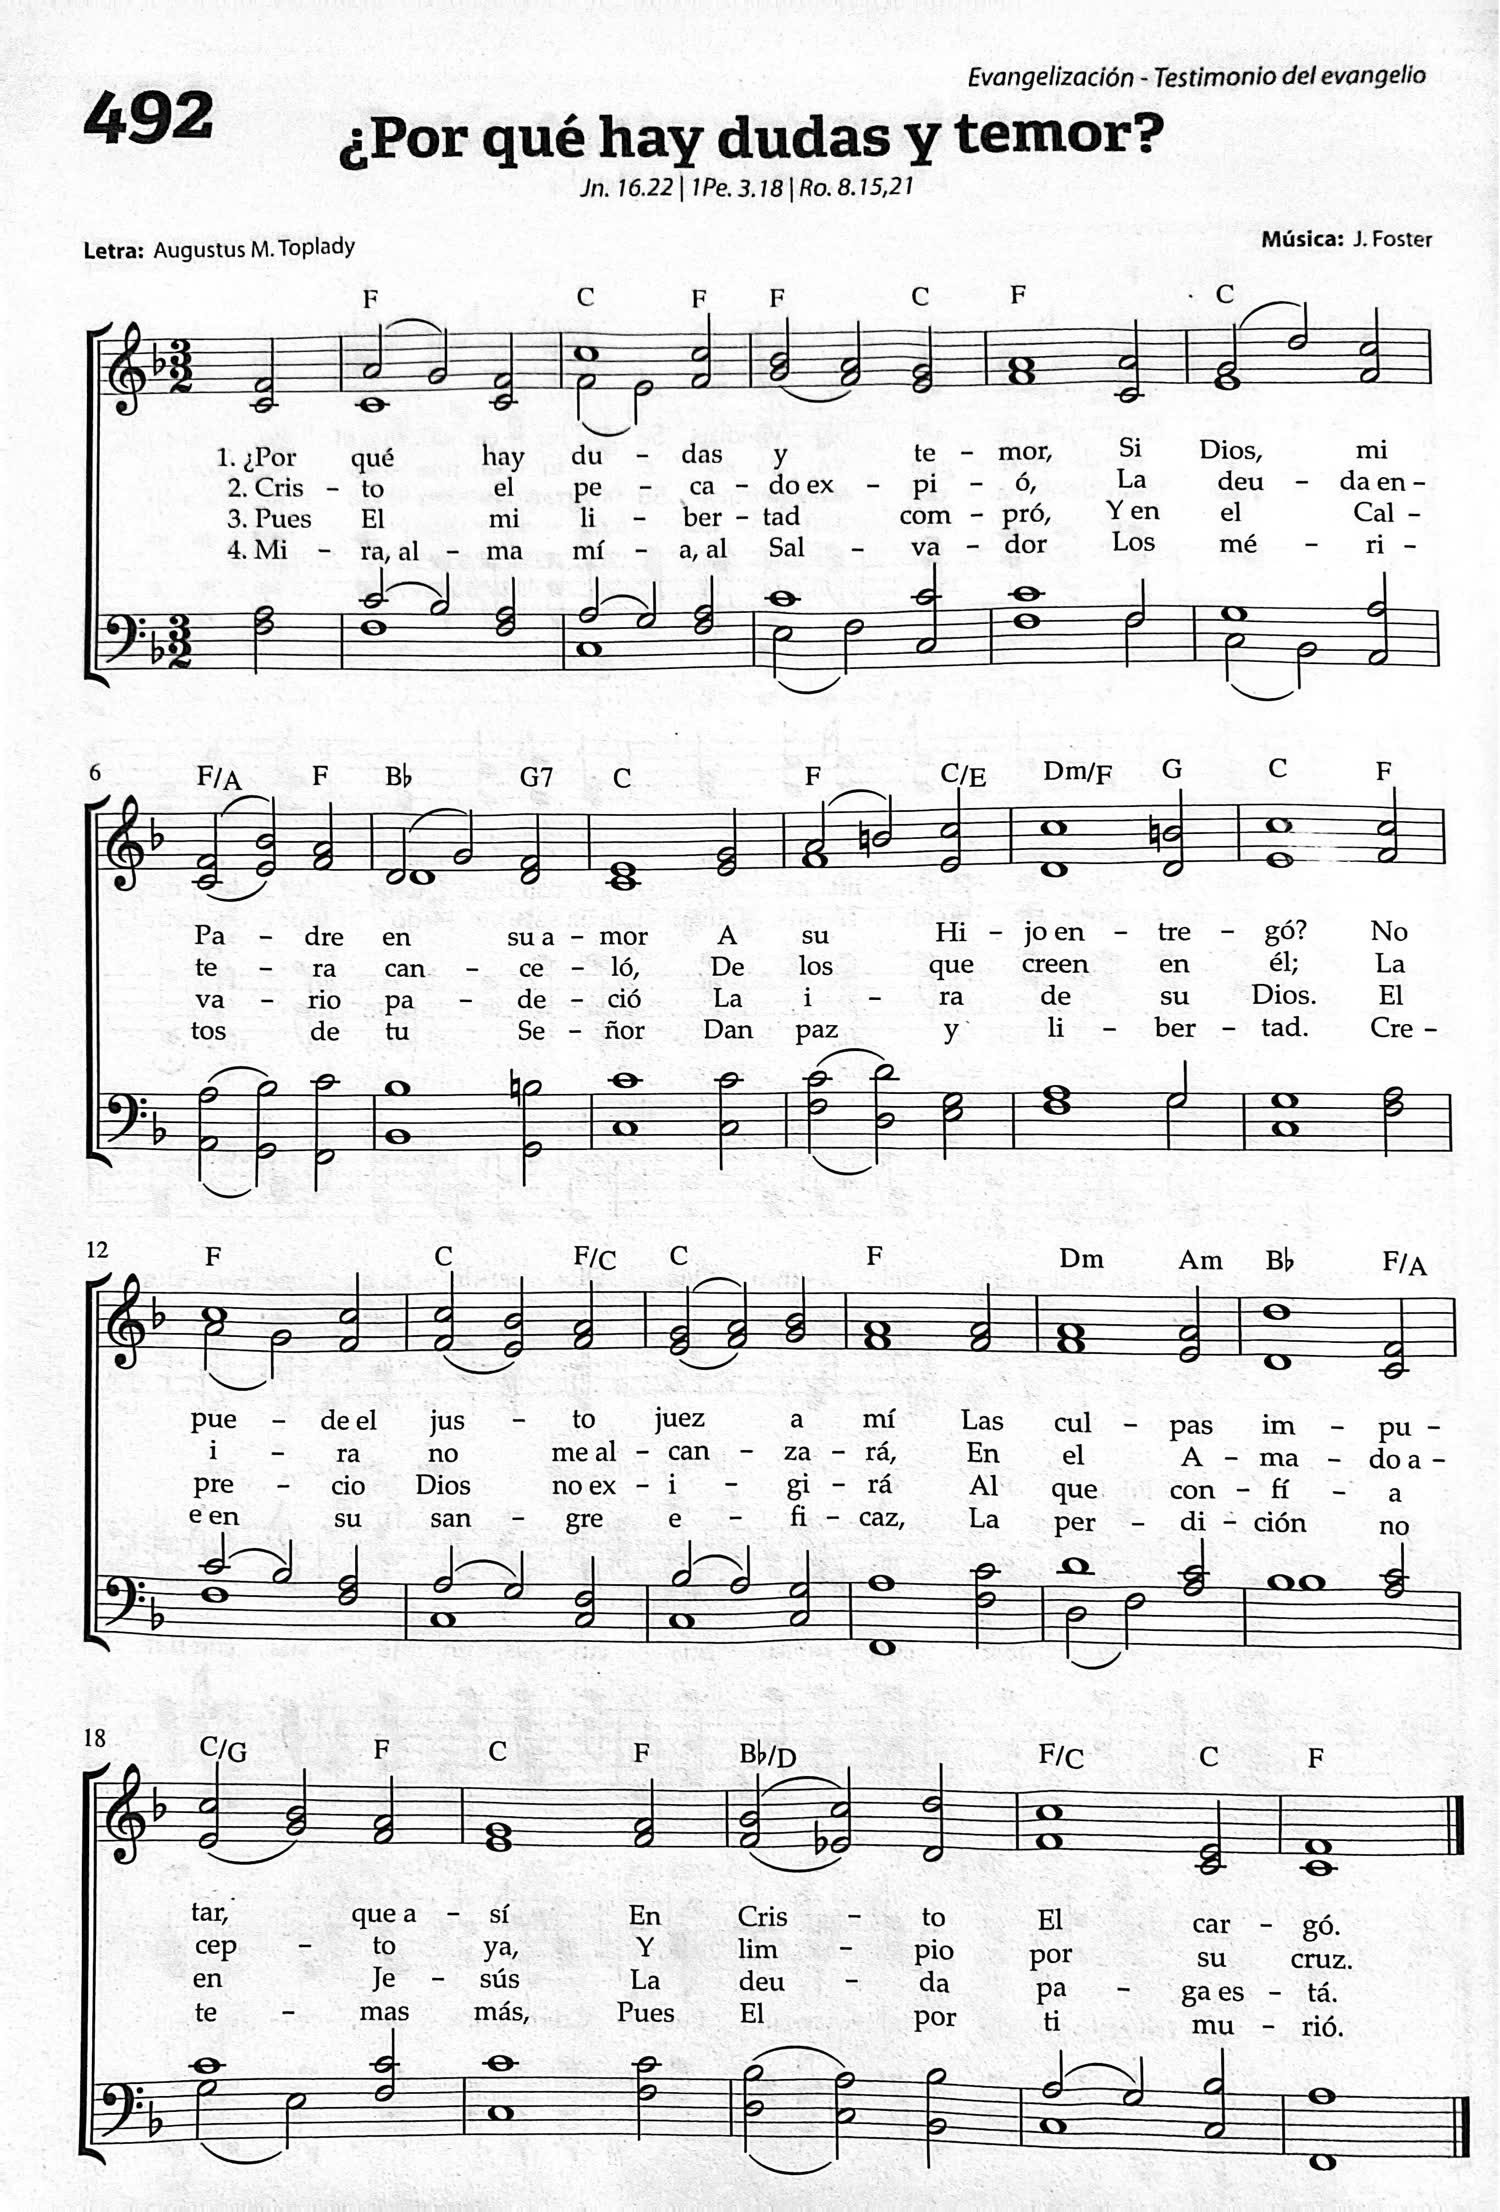 Evangelización - Testimonio del evangelio
492
¿Por qué hay dudas y temor?
Jn. 16.22 | 1Pe. 3.18 | Ro. 8.15,21
Letra: Augustus M. Toplady
Música: J. Foster
F C F F C F C
3 2
1. ¿Por qué hay du - das y te - mor, Si Dios, mi
2. Cris - to el pe - ca - do ex - pi - ó, La deu - da en -
3. Pues El mi li - ber - tad com - pró, Y en el Cal -
4. Mi - ra, al - ma mí - a, al Sal - va - dor Los mé - ri -
3 2
6
F/A F B♭ G7 C F C/E Dm/F G C F
Pa - dre en su a - mor A su Hi - jo en - tre - gó? No
te - ra can - ce - ló, De los que creen en él; La
va - rio pa - de - ció La i - ra de su Dios. El
tos de tu Se - ñor Dan paz y li - ber - tad. Cre -
12
F C F/C C F Dm Am B♭ F/A
pue - de el jus - to juez a mí Las cul - pas im - pu -
i - ra no me al - can - za - rá, En el A - ma - do a -
pre - cio Dios no ex - i - gi - rá Al que con - fí - a
e en su san - gre e - fi - caz, La per - di - ción no
18
C/G F C F B♭/D F/C C F
tar, que a - sí En Cris - to El car - gó.
cep - to ya, Y lim - pio por su cruz.
en Je - sús La deu - da pa - ga es - tá.
te - mas más, Pues El por ti mu - rió.